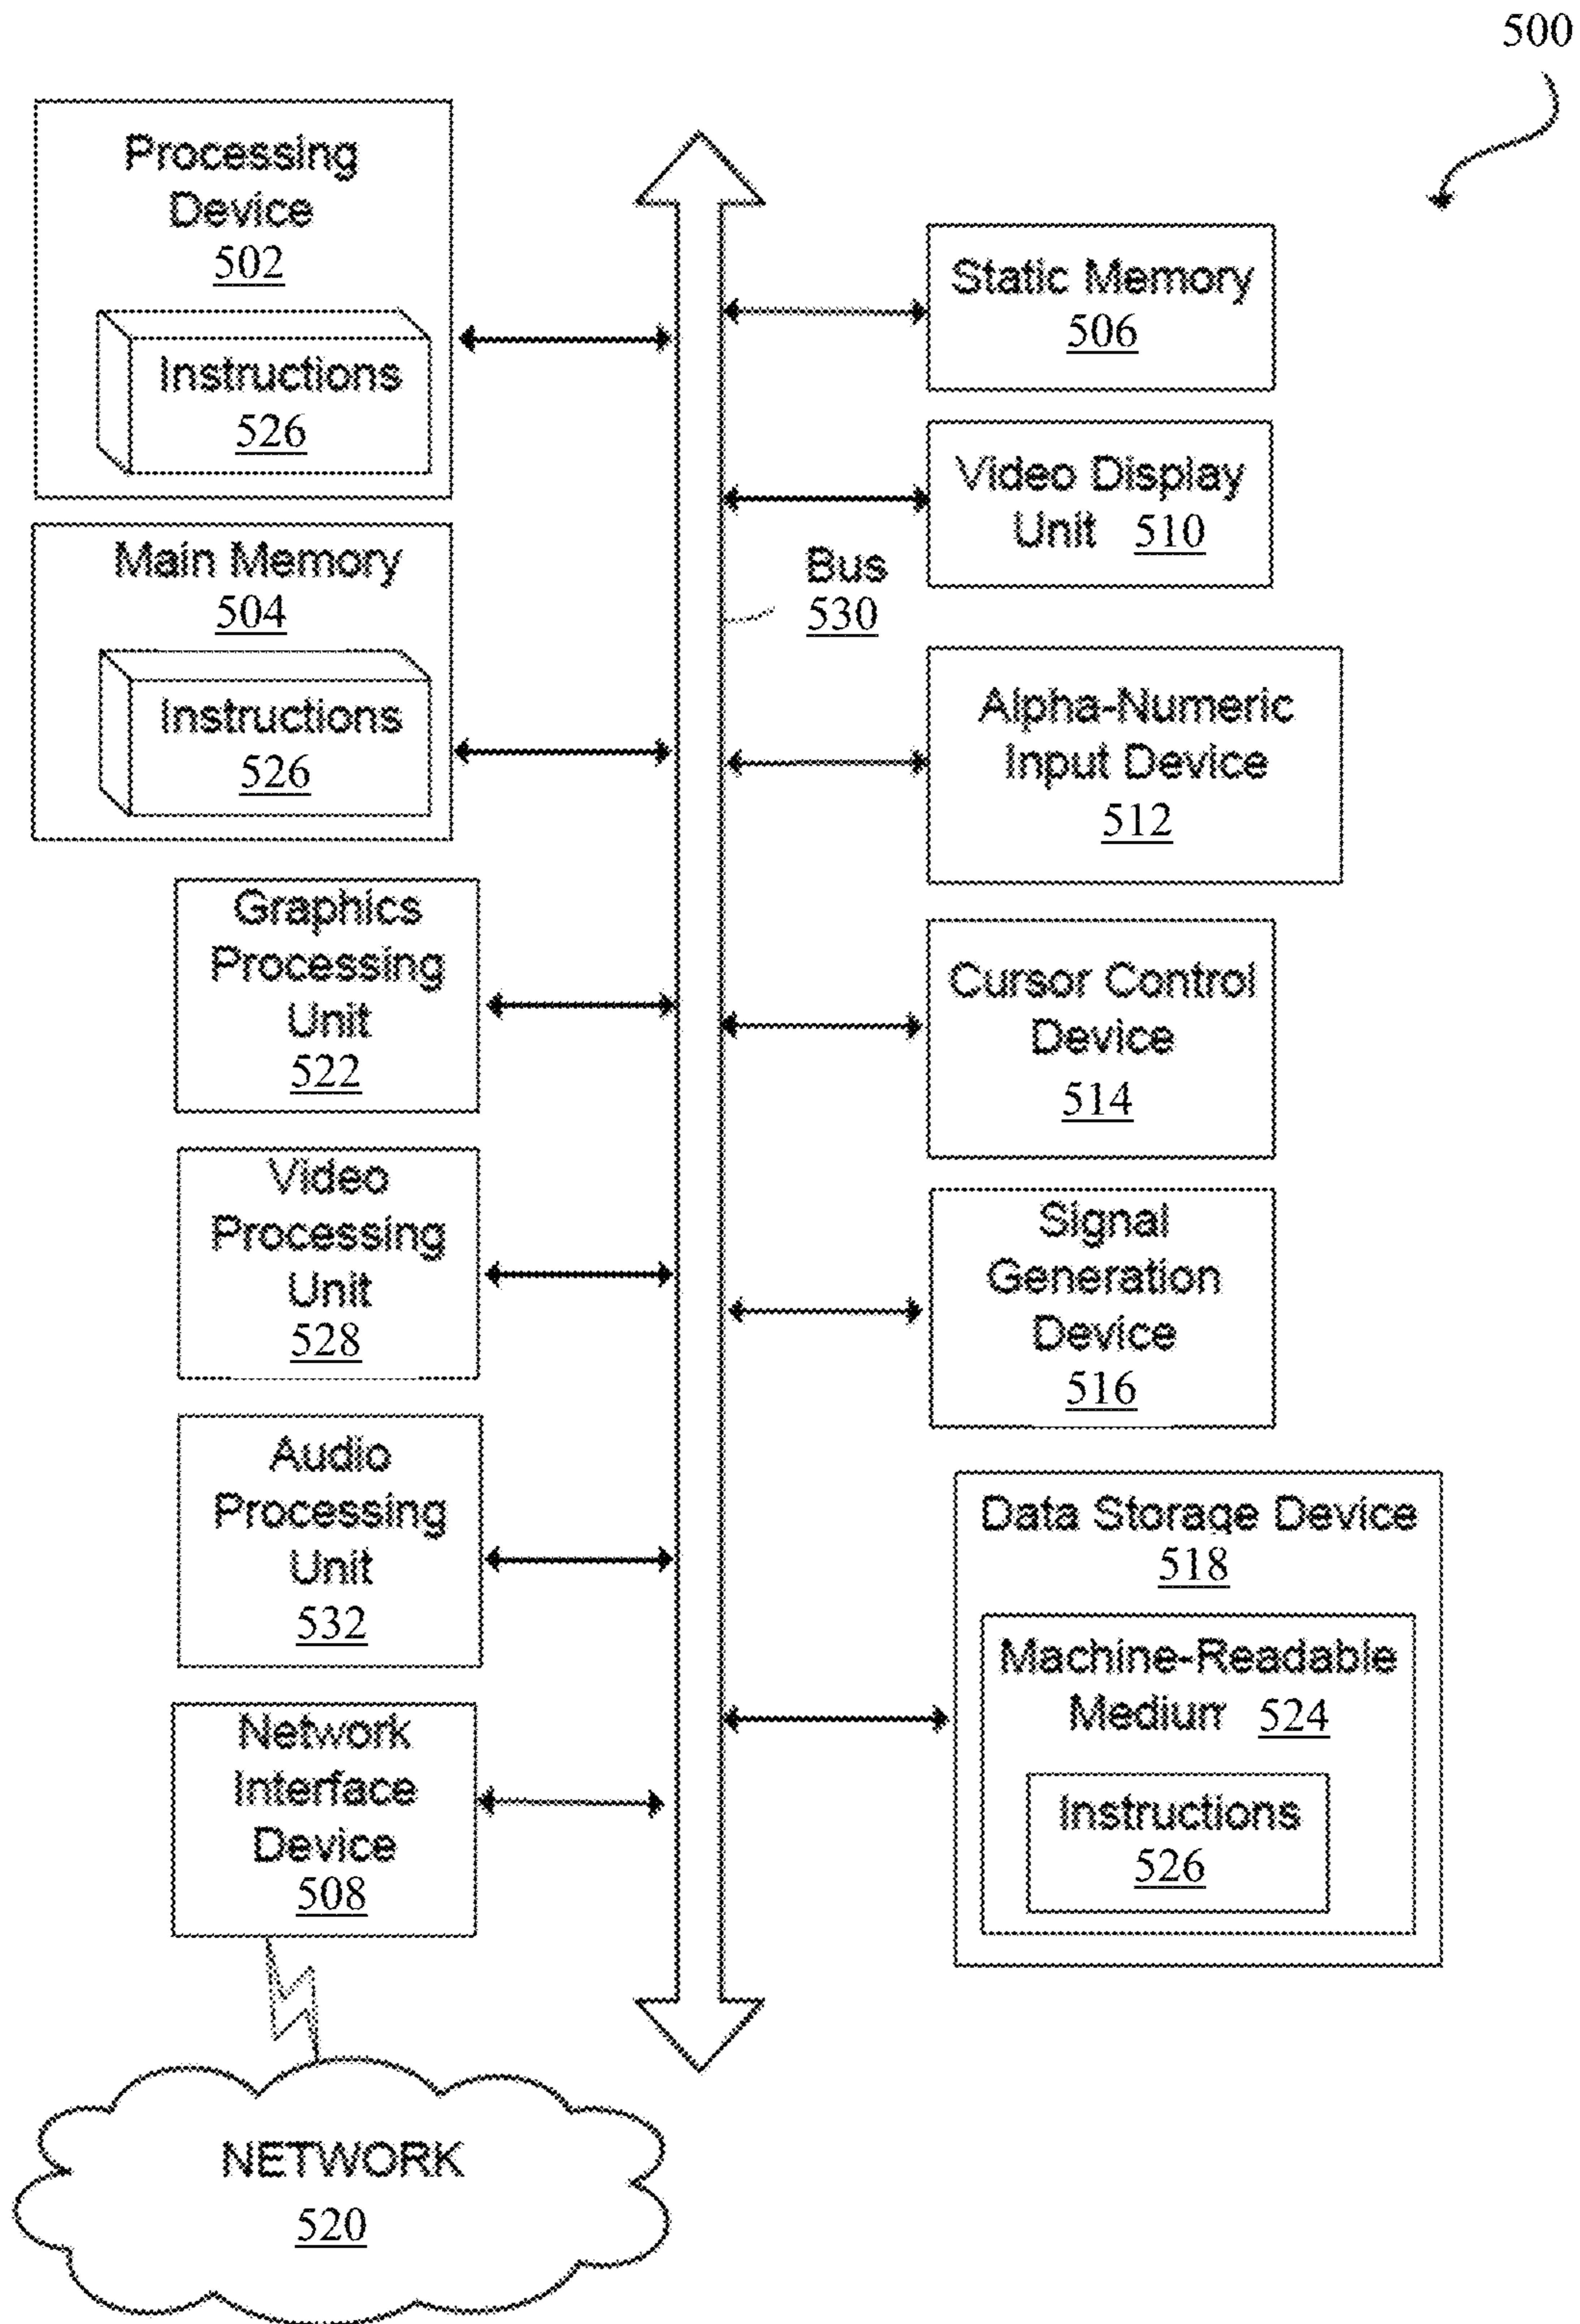 500
Processing
Device
502
Instructions
526
Main Memory
504
Instructions
526
Graphics
Processing
Unit
522
Video
Processing
Unit
528
Audio
Processing
Unit
532
Network
Interface
Device
508
NETWORK
520
Bus
530
Static Memory
506
Video Display
Unit 510
Alpha-Numeric
Input Device
512
Cursor Control
Device
514
Signal
Generation
Device
516
Data Storage Device
518
Machine-Readable
Medium 524
Instructions
526